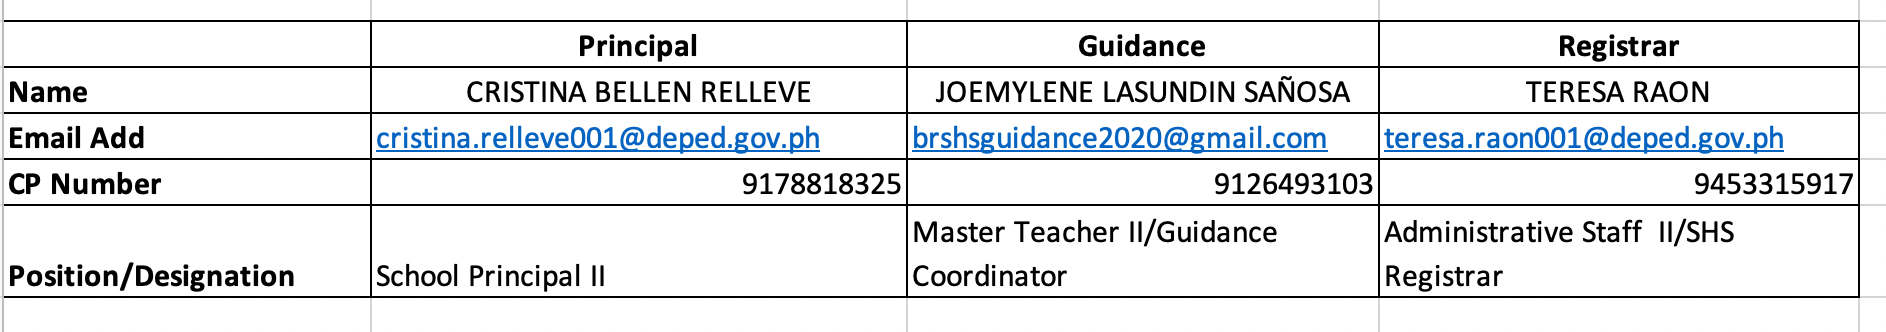 Principal Guidance Registrar
Name CRISTINA BELLEN RELLEVE JOEMYLENE LASUNDIN SAÑOSA TERESA RAON
Email Add cristina.relleve001@deped.gov.ph brshsguidance2020@gmail.com teresa.raon001@deped.gov.ph
CP Number 9178818325 9126493103 9453315917
Position/Designation School Principal II Master Teacher II/Guidance Coordinator Administrative Staff  II/SHS Registrar